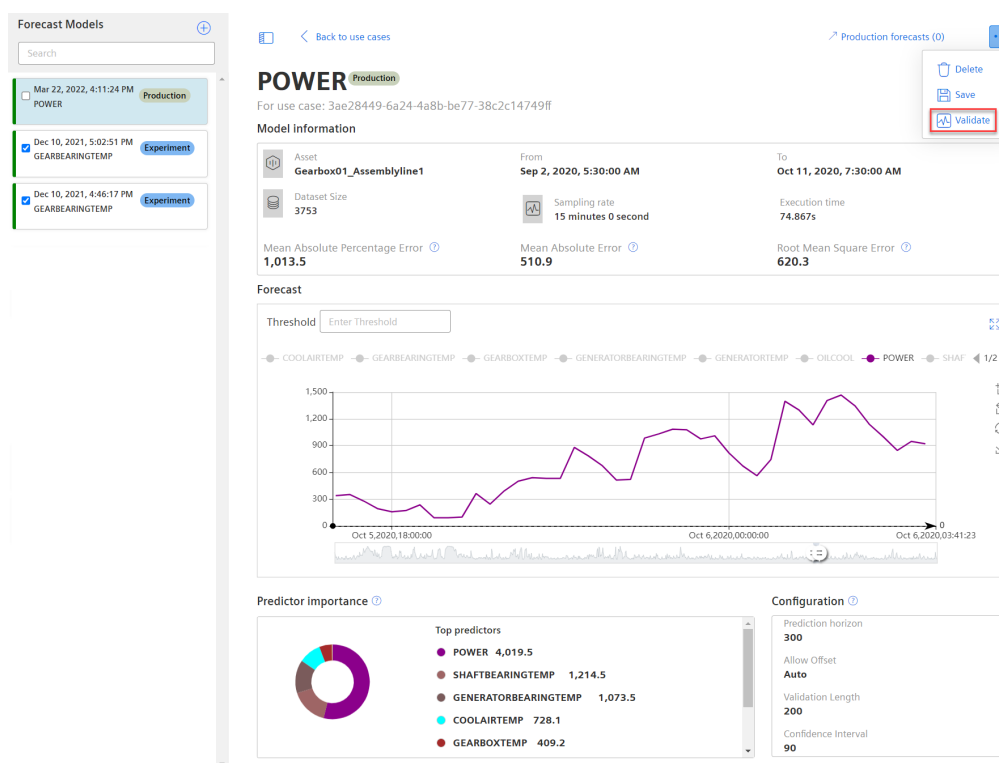 Forecast Models
Search
Mar 22, 2022, 4:11:24 PM
POWER
Production
Dec 10, 2021, 5:02:51 PM
GEARBEARINGTEMP
Experiment
Dec 10, 2021, 4:46:17 PM
GEARBEARINGTEMP
Experiment
Back to use cases
Production forecasts (0)
Delete
Save
Validate
POWER Production
For use case: 3ae28449-6a24-4a8b-be77-38c2c14749ff
Model information
Asset
Gearbox01_Assemblyline1
From
Sep 2, 2020, 5:30:00 AM
To
Oct 11, 2020, 7:30:00 AM
Dataset Size
3753
Sampling rate
15 minutes 0 second
Execution time
74.867s
Mean Absolute Percentage Error ?
1,013.5
Mean Absolute Error ?
510.9
Root Mean Square Error ?
620.3
Forecast
Threshold Enter Threshold
COOLAIRTEMP GEARBEARINGTEMP GEARBOXTEMP GENERATORBEARINGTEMP GENERATORTEMP OILCOOL POWER SHAF 1/2
1,500
1,200
900
600
300
0 0
Oct 5,2020,18:00:00 Oct 6,2020,00:00:00 Oct 6,2020,03:41:23
Predictor importance ?
Top predictors
POWER 4,019.5
SHAFTBEARINGTEMP 1,214.5
GENERATORBEARINGTEMP 1,073.5
COOLAIRTEMP 728.1
GEARBOXTEMP 409.2
Configuration ?
Prediction horizon
300
Allow Offset
Auto
Validation Length
200
Confidence Interval
90